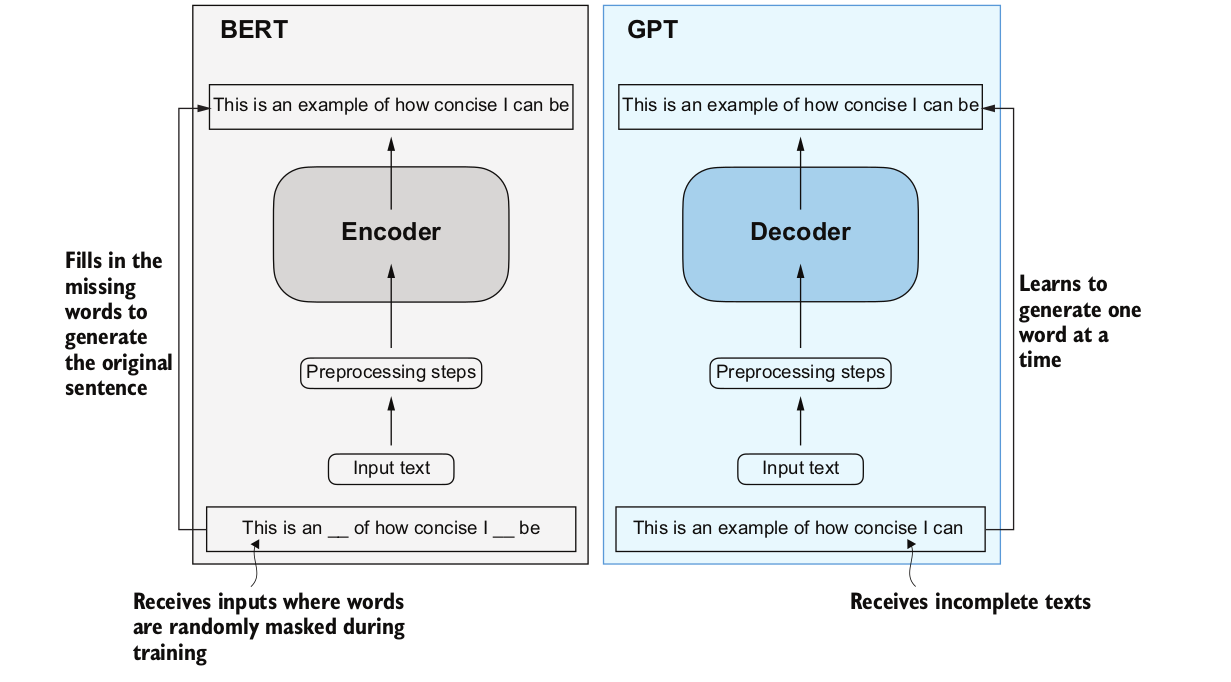 BERT
This is an example of how concise I can be
Encoder
Fills in the
missing
words to
generate
the original
sentence
Preprocessing steps
Input text
This is an __ of how concise I __ be
Receives inputs where words
are randomly masked during
training
GPT
This is an example of how concise I can be
Decoder
Learns to
generate one
word at a
time
Preprocessing steps
Input text
This is an example of how concise I can
Receives incomplete texts